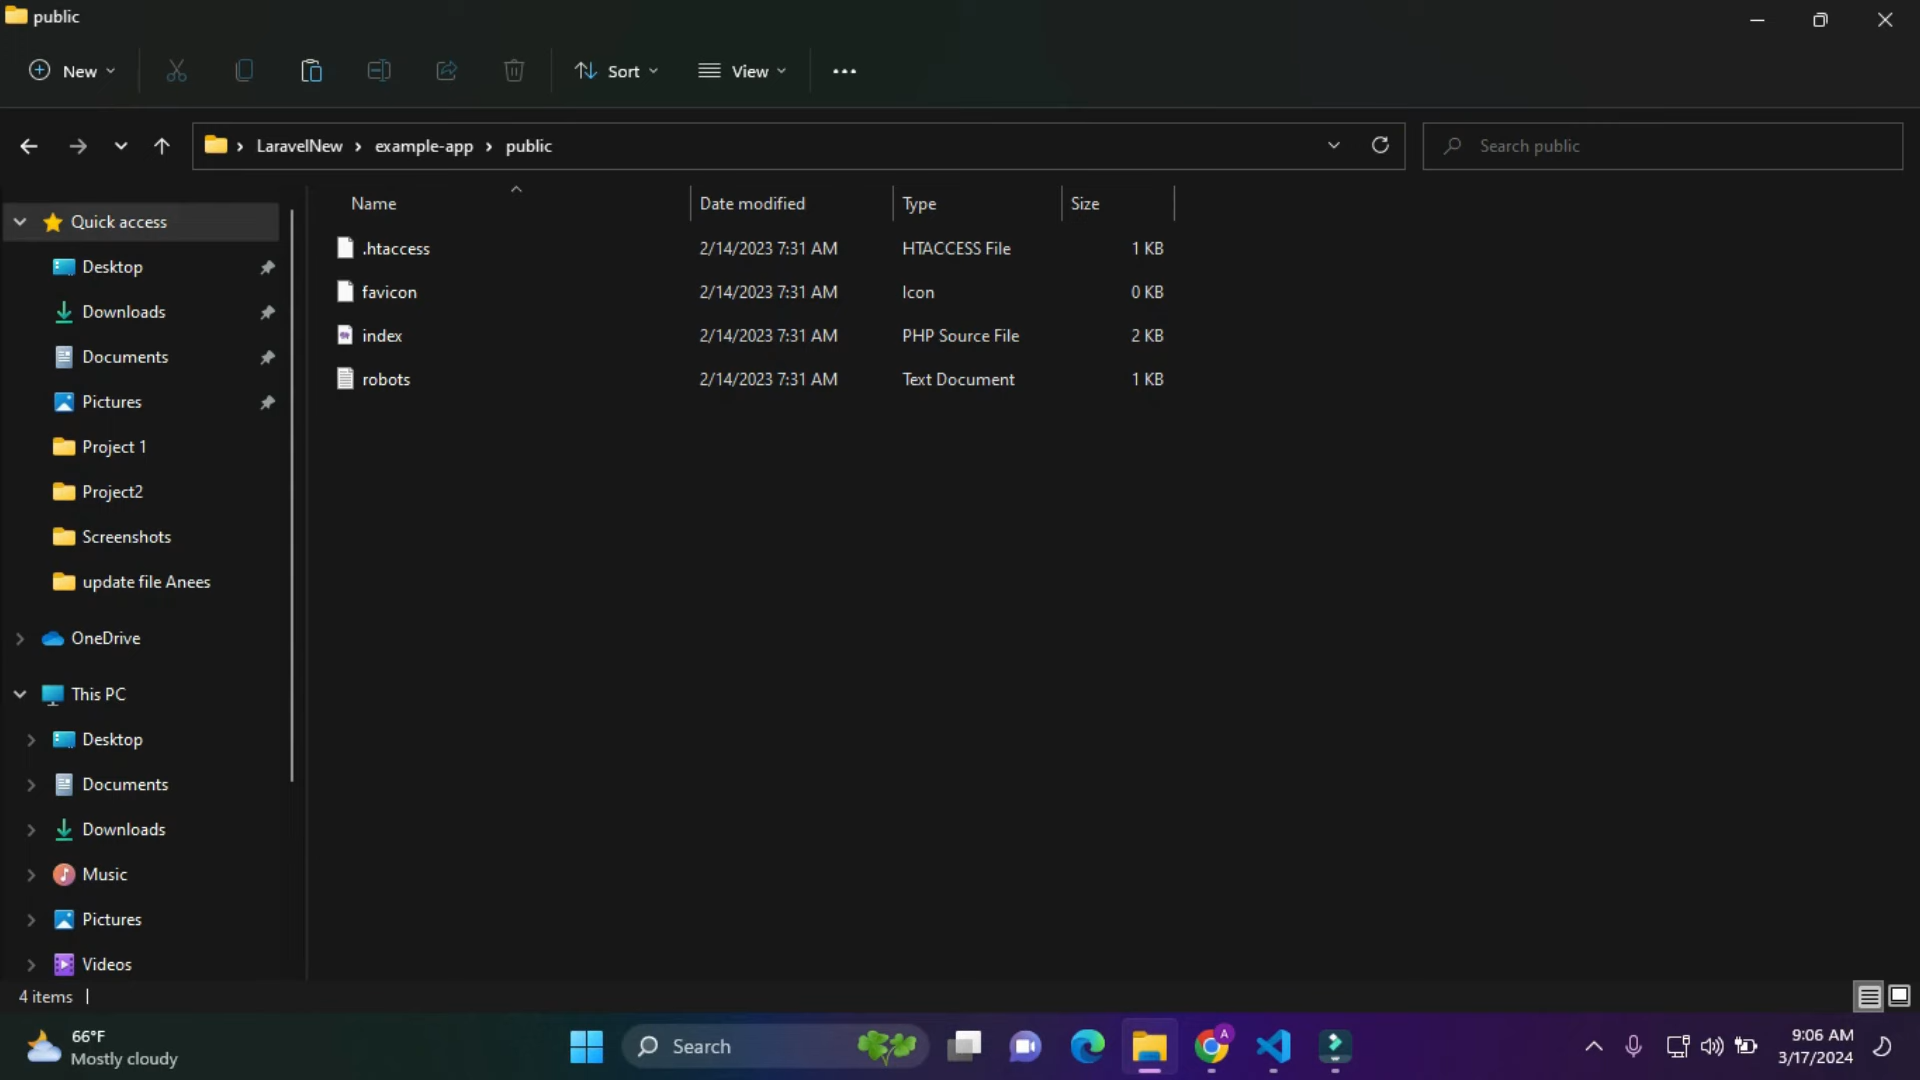 public
New
Sort
View
LaravelNew
example-app
public
Search public
Name
Date modified
Type
Size
.htaccess
2/14/2023 7:31 AM
HTACCESS File
1 KB
favicon
2/14/2023 7:31 AM
Icon
0 KB
index
2/14/2023 7:31 AM
PHP Source File
2 KB
robots
2/14/2023 7:31 AM
Text Document
1 KB
Quick access
Desktop
Downloads
Documents
Pictures
Project 1
Project2
Screenshots
update file Anees
OneDrive
This PC
Desktop
Documents
Downloads
Music
Pictures
Videos
4 items
66°F
Mostly cloudy
Search
A
9:06 AM
3/17/2024